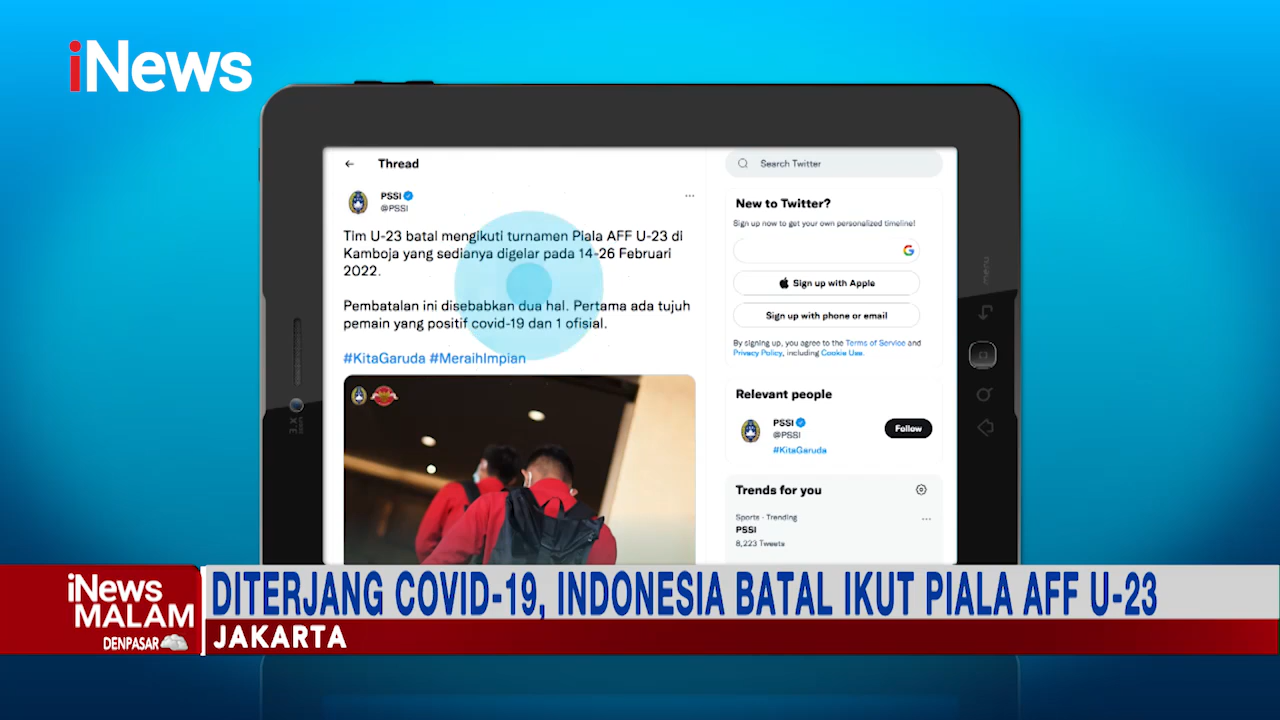 iNews
Thread
PSSI
@PSSI
Tim U-23 batal mengikuti turnamen Piala AFF U-23 di
Kamboja yang sedianya digelar pada 14-26 Februari
2022.
Pembatalan ini disebabkan dua hal. Pertama ada tujuh
pemain yang positif covid-19 dan 1 ofisial.
#KitaGaruda #MeraihImpian
Search Twitter
New to Twitter?
Sign up now to get your own personalized timeline!
Sign up with Apple
Sign up with phone or email
By signing up, you agree to the Terms of Service and
Privacy Policy, including Cookie Use.
Relevant people
PSSI
@PSSI
Follow
#KitaGaruda
Trends for you
Sports · Trending
PSSI
8,223 Tweets
menu
iNews
MALAM
DENPASAR
DITERJANG COVID-19, INDONESIA BATAL IKUT PIALA AFF U-23
JAKARTA